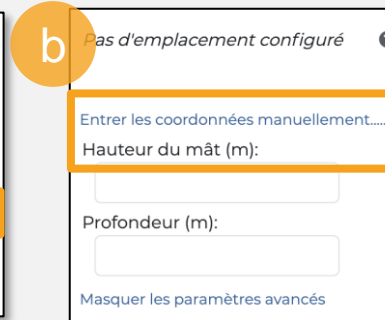 b
Pas d'emplacement configuré
Entrer les coordonnées manuellement.....
Hauteur du mât (m):
Profondeur (m):
Masquer les paramètres avancés